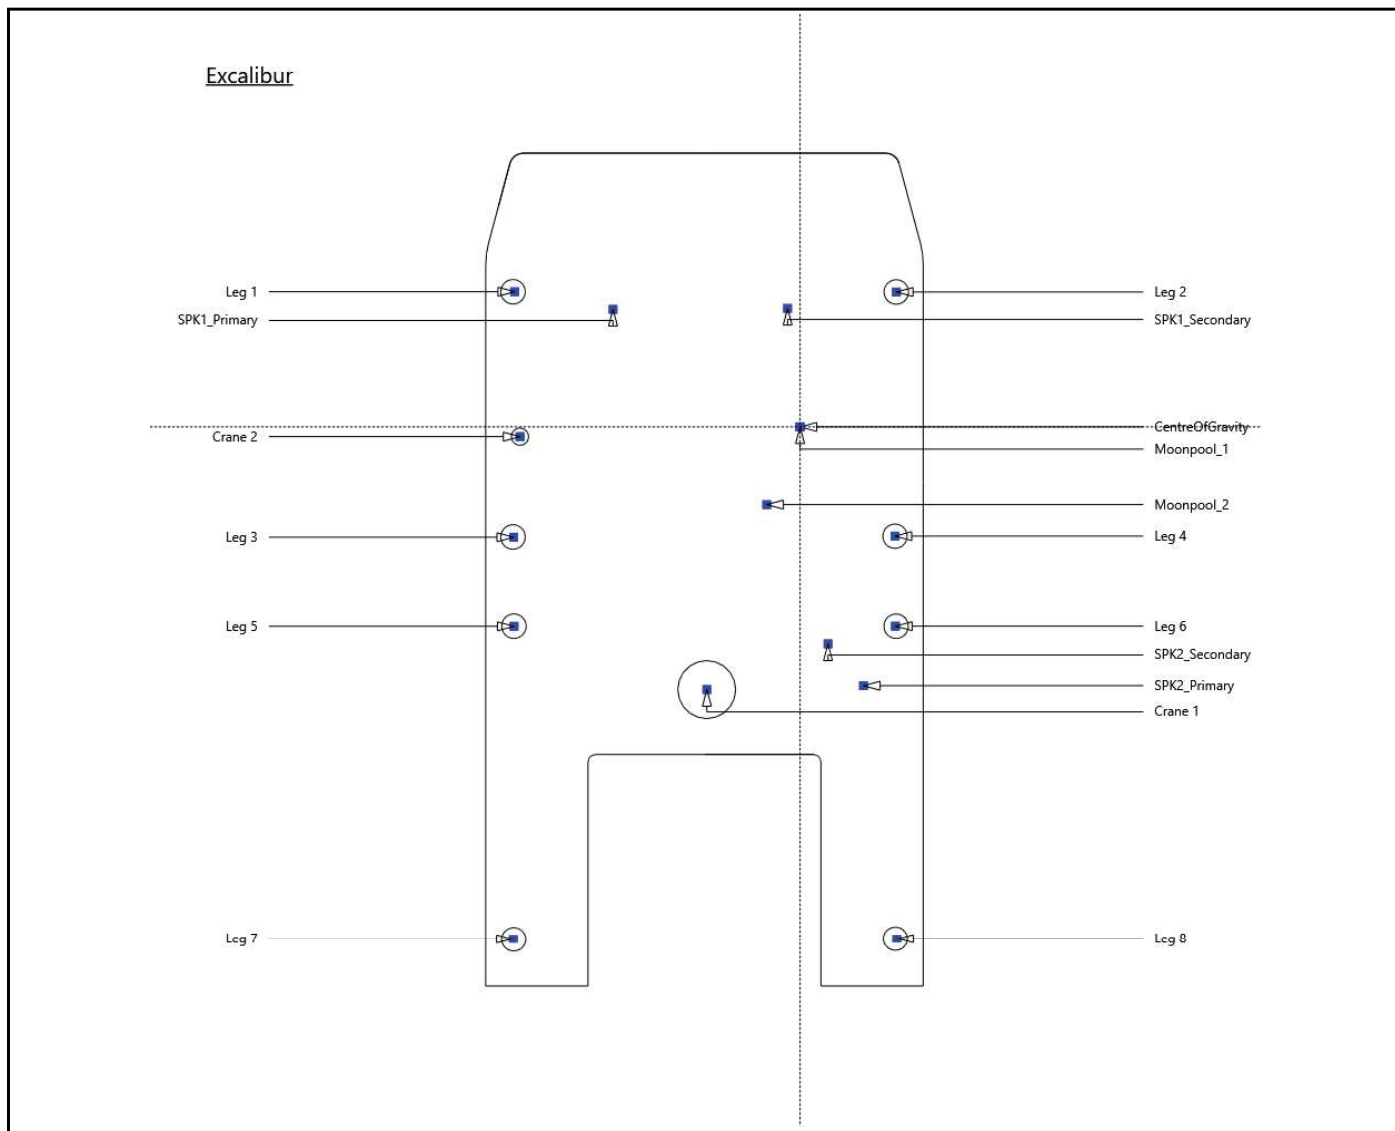 Excalibur
Leg 1
Leg 2
SPK1_Primary
SPK1_Secondary
CentreOfGravity
Crane 2
Moonpool_1
Moonpool_2
Leg 3
Leg 4
Leg 5
Leg 6
SPK2_Secondary
SPK2_Primary
Crane 1
Leg 7
Leg 8